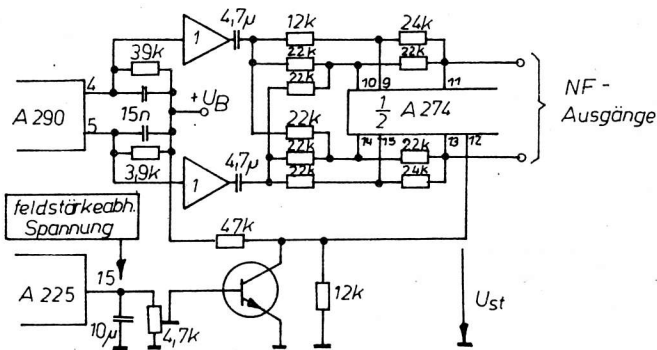 4,7µ
12k
24k
1
39k
22k
22k
4
22k
10 9
11
+U_B
A 290
15n
1/2 A 274
NF-
Ausgänge
5
22k
14 15
22k
13 12
3,9k
4,7µ
22k
1
22k
24k
feldstärkeabh.
Spannung
47k
15
A 225
12k
U_st
10µ
4,7k